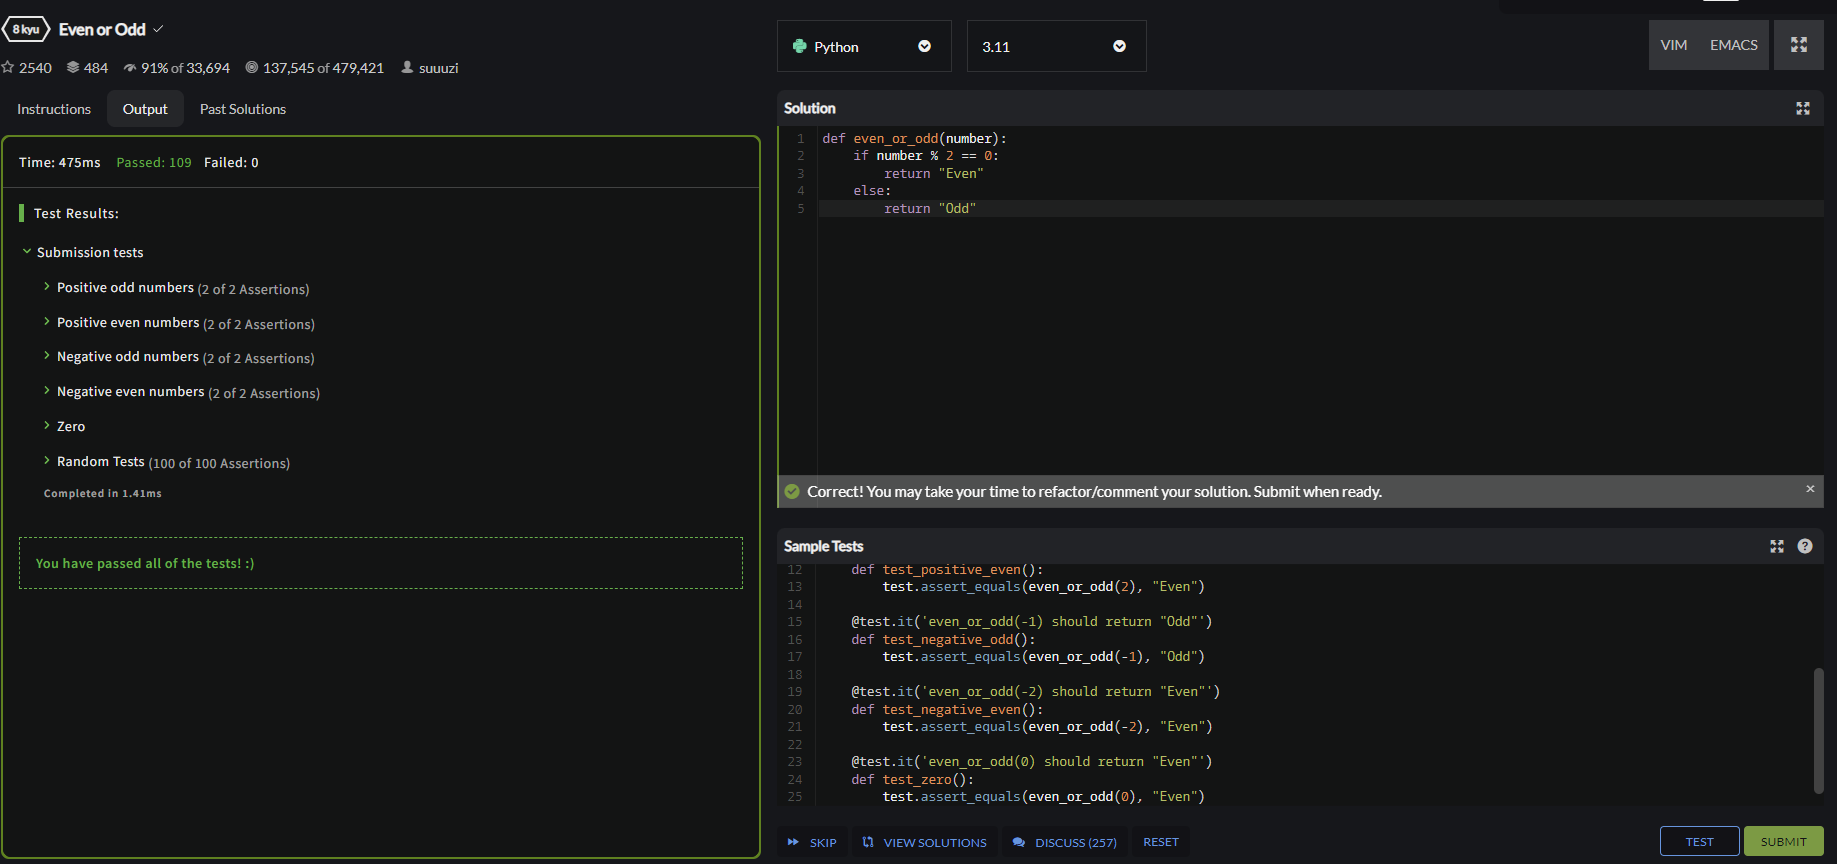 8 kyu Even or Odd
2540 484 91% of 33,694 137,545 of 479,421 suuuzi
Instructions Output Past Solutions
Time: 475ms Passed: 109 Failed: 0
Test Results:
Submission tests
Positive odd numbers (2 of 2 Assertions)
Positive even numbers (2 of 2 Assertions)
Negative odd numbers (2 of 2 Assertions)
Negative even numbers (2 of 2 Assertions)
Zero
Random Tests (100 of 100 Assertions)
Completed in 1.41ms
You have passed all of the tests! :)
Python 3.11 VIM EMACS
Solution
1 def even_or_odd(number):
2     if number % 2 == 0:
3         return "Even"
4     else:
5         return "Odd"
Correct! You may take your time to refactor/comment your solution. Submit when ready. ×
Sample Tests ?
12     def test_positive_even():
13         test.assert_equals(even_or_odd(2), "Even")
14
15     @test.it('even_or_odd(-1) should return "Odd"')
16     def test_negative_odd():
17         test.assert_equals(even_or_odd(-1), "Odd")
18
19     @test.it('even_or_odd(-2) should return "Even"')
20     def test_negative_even():
21         test.assert_equals(even_or_odd(-2), "Even")
22
23     @test.it('even_or_odd(0) should return "Even"')
24     def test_zero():
25         test.assert_equals(even_or_odd(0), "Even")
SKIP VIEW SOLUTIONS DISCUSS (257) RESET TEST SUBMIT